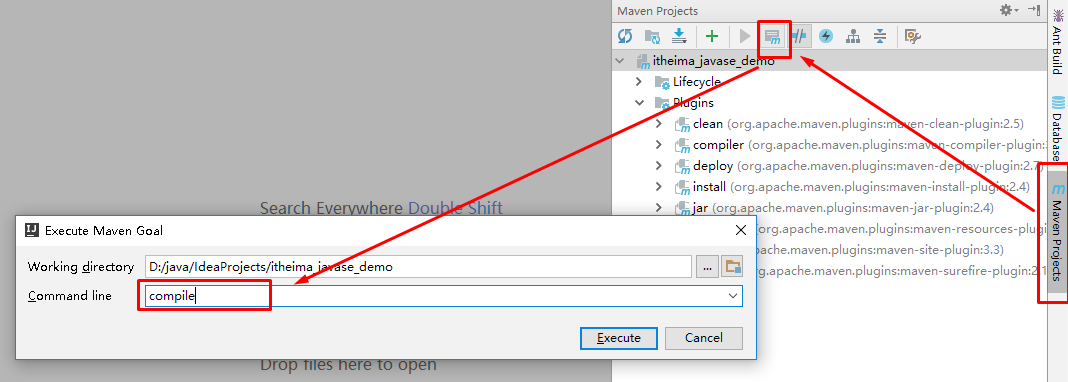 Maven Projects
itheima_javase_demo
Lifecycle
Plugins
clean (org.apache.maven.plugins:maven-clean-plugin:2.5)
compiler (org.apache.maven.plugins:maven-compiler-plugin:
deploy (org.apache.maven.plugins:maven-deploy-plugin:2.7)
install (org.apache.maven.plugins:maven-install-plugin:2.4)
jar (org.apache.maven.plugins:maven-jar-plugin:2.4)
(org.apache.maven.plugins:maven-resources-plugi
(org.apache.maven.plugins:maven-site-plugin:3.3)
(org.apache.maven.plugins:maven-surefire-plugin:2.1
Ant Build
Database
m Maven Projects
Search Everywhere Double Shift
IJ Execute Maven Goal
Working directory D:/java/IdeaProjects/itheima_javase_demo ...
Command line compile
Execute Cancel
Drop files here to open